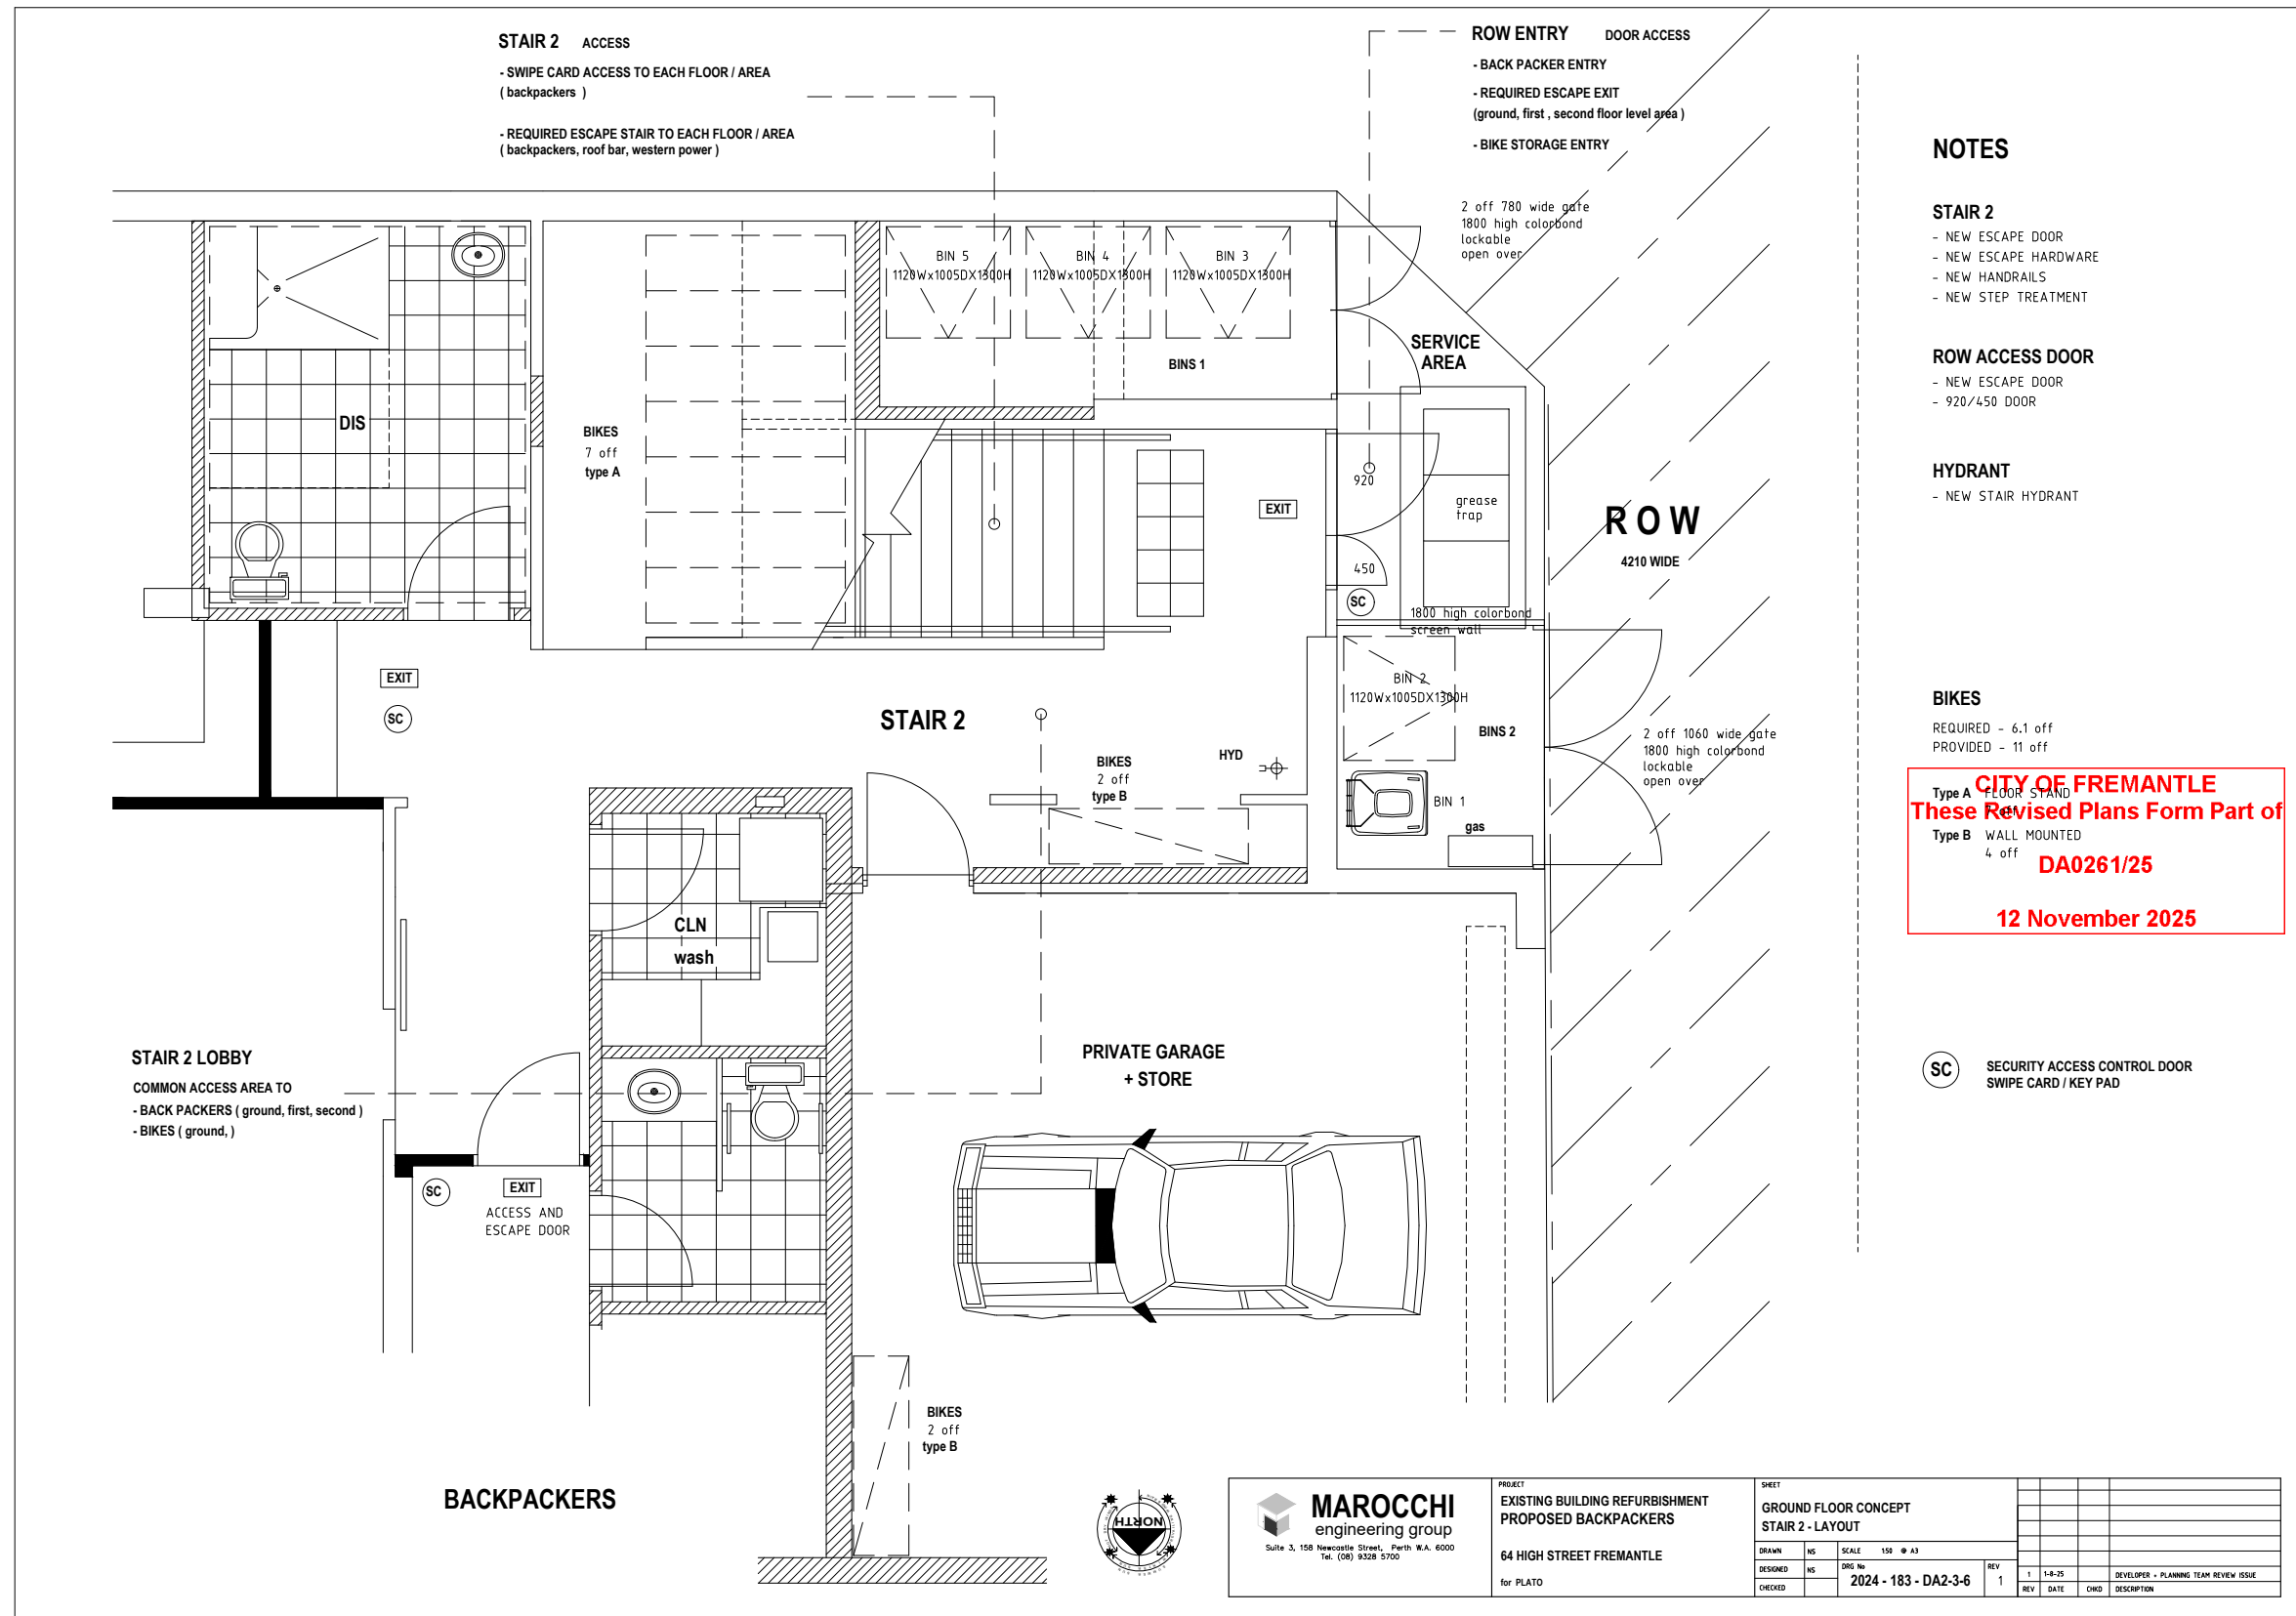 STAIR 2 ACCESS
- SWIPE CARD ACCESS TO EACH FLOOR / AREA
( backpackers )
- REQUIRED ESCAPE STAIR TO EACH FLOOR / AREA
( backpackers, roof bar, western power )
ROW ENTRY DOOR ACCESS
- BACK PACKER ENTRY
- REQUIRED ESCAPE EXIT
(ground, first , second floor level area )
- BIKE STORAGE ENTRY
2 off 780 wide gate
1800 high colorbond
lockable
open over
BIN 5
1120Wx1005DX1300H
BIN 4
1120Wx1005DX1300H
BIN 3
1120Wx1005DX1300H
BINS 1
SERVICE
AREA
DIS
BIKES
7 off
type A
EXIT
920
450
SC
grease
trap
1800 high colorbond
screen wall
R O W
4210 WIDE
EXIT
SC
STAIR 2
BIN 2
1120Wx1005DX1300H
BINS 2
HYD
BIKES
2 off
type B
BIN 1
gas
2 off 1060 wide gate
1800 high colorbond
lockable
open over
CLN
wash
STAIR 2 LOBBY
COMMON ACCESS AREA TO
- BACK PACKERS ( ground, first, second )
- BIKES ( ground, )
PRIVATE GARAGE
+ STORE
SC
EXIT
ACCESS AND
ESCAPE DOOR
BIKES
2 off
type B
BACKPACKERS
NOTES
STAIR 2
- NEW ESCAPE DOOR
- NEW ESCAPE HARDWARE
- NEW HANDRAILS
- NEW STEP TREATMENT
ROW ACCESS DOOR
- NEW ESCAPE DOOR
- 920/450 DOOR
HYDRANT
- NEW STAIR HYDRANT
BIKES
REQUIRED - 6.1 off
PROVIDED - 11 off
Type A FLOOR STAND
7 off
Type B WALL MOUNTED
4 off
CITY OF FREMANTLE
These Revised Plans Form Part of
DA0261/25
12 November 2025
SC SECURITY ACCESS CONTROL DOOR
SWIPE CARD / KEY PAD
NORTH
MAROCCHI
engineering group
Suite 3, 158 Newcastle Street, Perth W.A. 6000
Tel. (08) 9328 5700
PROJECT
EXISTING BUILDING REFURBISHMENT
PROPOSED BACKPACKERS
64 HIGH STREET FREMANTLE
for PLATO
SHEET
GROUND FLOOR CONCEPT
STAIR 2 - LAYOUT
DRAWN NS SCALE 1:50 @ A3
DESIGNED NS DRG No REV
CHECKED 2024 - 183 - DA2-3-6 1
1 1-8-25 DEVELOPER + PLANNING TEAM REVIEW ISSUE
REV DATE CHKD DESCRIPTION